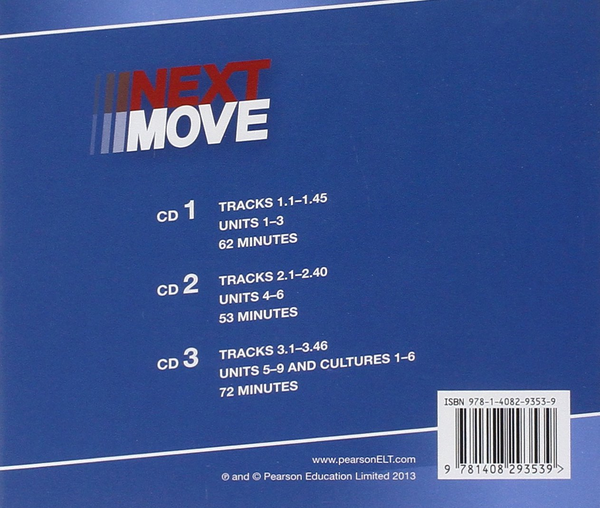 NEXT
MOVE
CD 1
TRACKS 1.1–1.45
UNITS 1–3
62 MINUTES
CD 2
TRACKS 2.1–2.40
UNITS 4–6
53 MINUTES
CD 3
TRACKS 3.1–3.46
UNITS 5–9 AND CULTURES 1–6
72 MINUTES
ISBN 978-1-4082-9353-9
9 781408 293539 >
www.pearsonELT.com
℗ and © Pearson Education Limited 2013